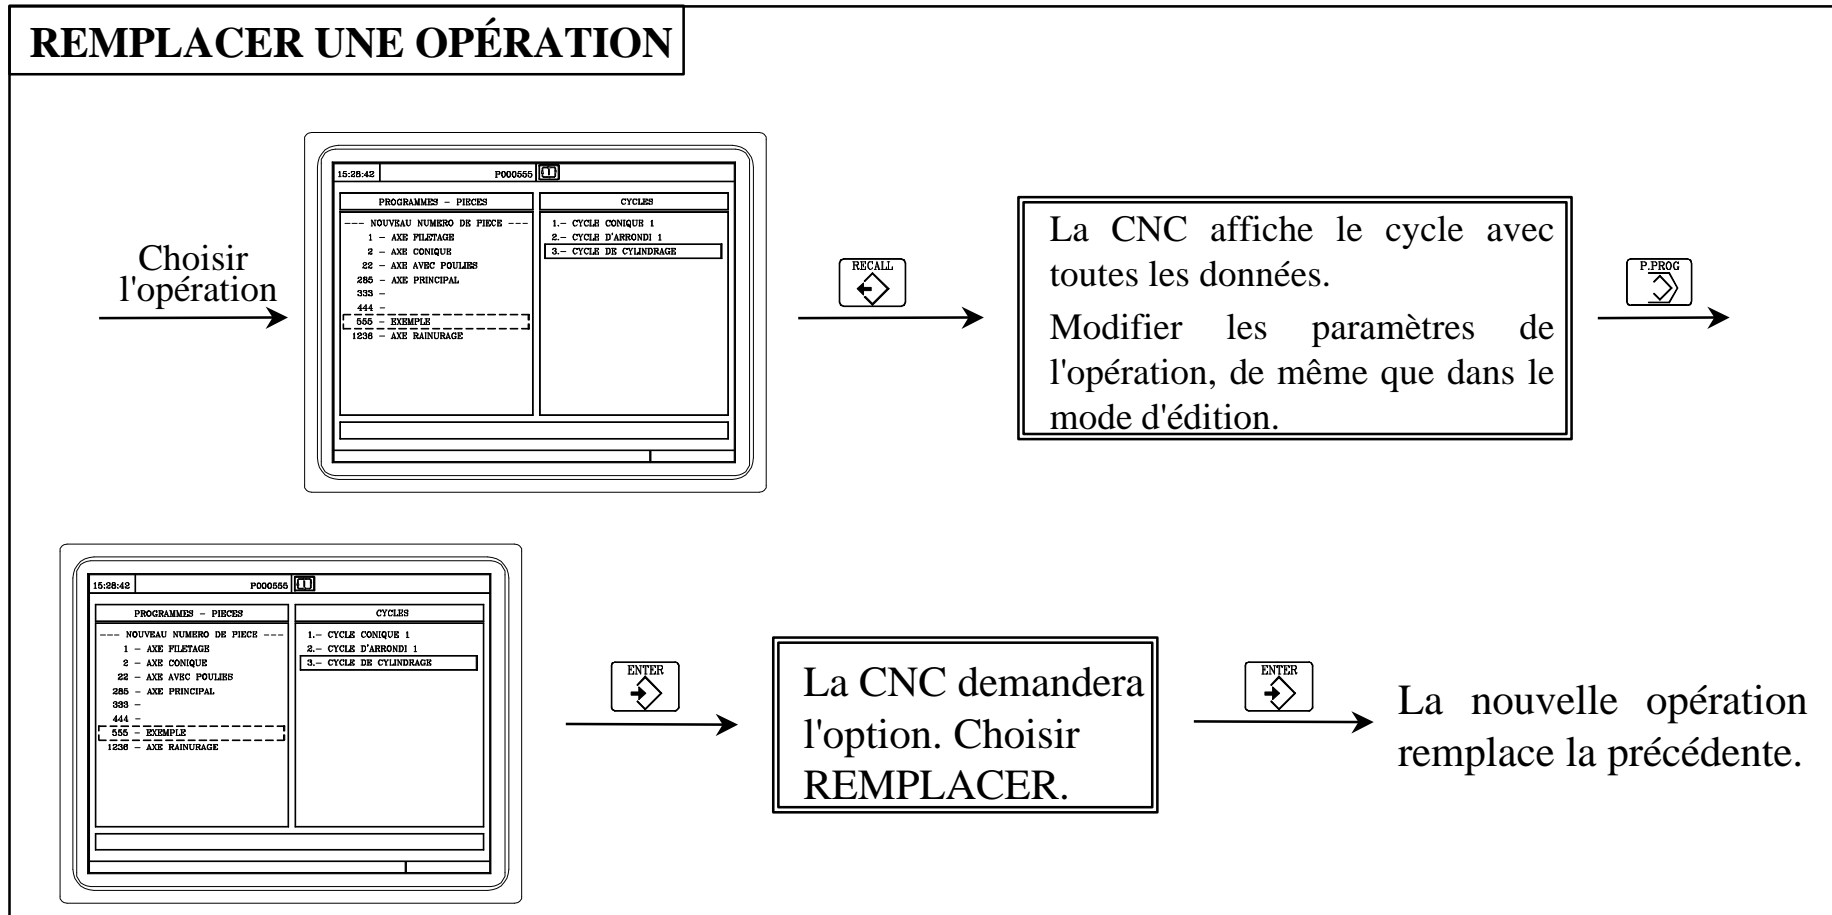 REMPLACER UNE OPÉRATION
Choisir
l'opération
15:28:42 P000555
PROGRAMMES - PIECES
--- NOUVEAU NUMERO DE PIECE ---
1 - AXE FILETAGE
2 - AXE CONIQUE
22 - AXE AVEC POULIES
285 - AXE PRINCIPAL
333 -
444 -
555 - EXEMPLE
1236 - AXE RAINURAGE
CYCLES
1.- CYCLE CONIQUE 1
2.- CYCLE D'ARRONDI 1
3.- CYCLE DE CYLINDRAGE
RECALL
La CNC affiche le cycle avec
toutes les données.
Modifier les paramètres de
l'opération, de même que dans le
mode d'édition.
P.PROG
15:28:42 P000555
PROGRAMMES - PIECES
--- NOUVEAU NUMERO DE PIECE ---
1 - AXE FILETAGE
2 - AXE CONIQUE
22 - AXE AVEC POULIES
285 - AXE PRINCIPAL
333 -
444 -
555 - EXEMPLE
1236 - AXE RAINURAGE
CYCLES
1.- CYCLE CONIQUE 1
2.- CYCLE D'ARRONDI 1
3.- CYCLE DE CYLINDRAGE
ENTER
La CNC demandera
l'option. Choisir
REMPLACER.
ENTER
La nouvelle opération
remplace la précédente.